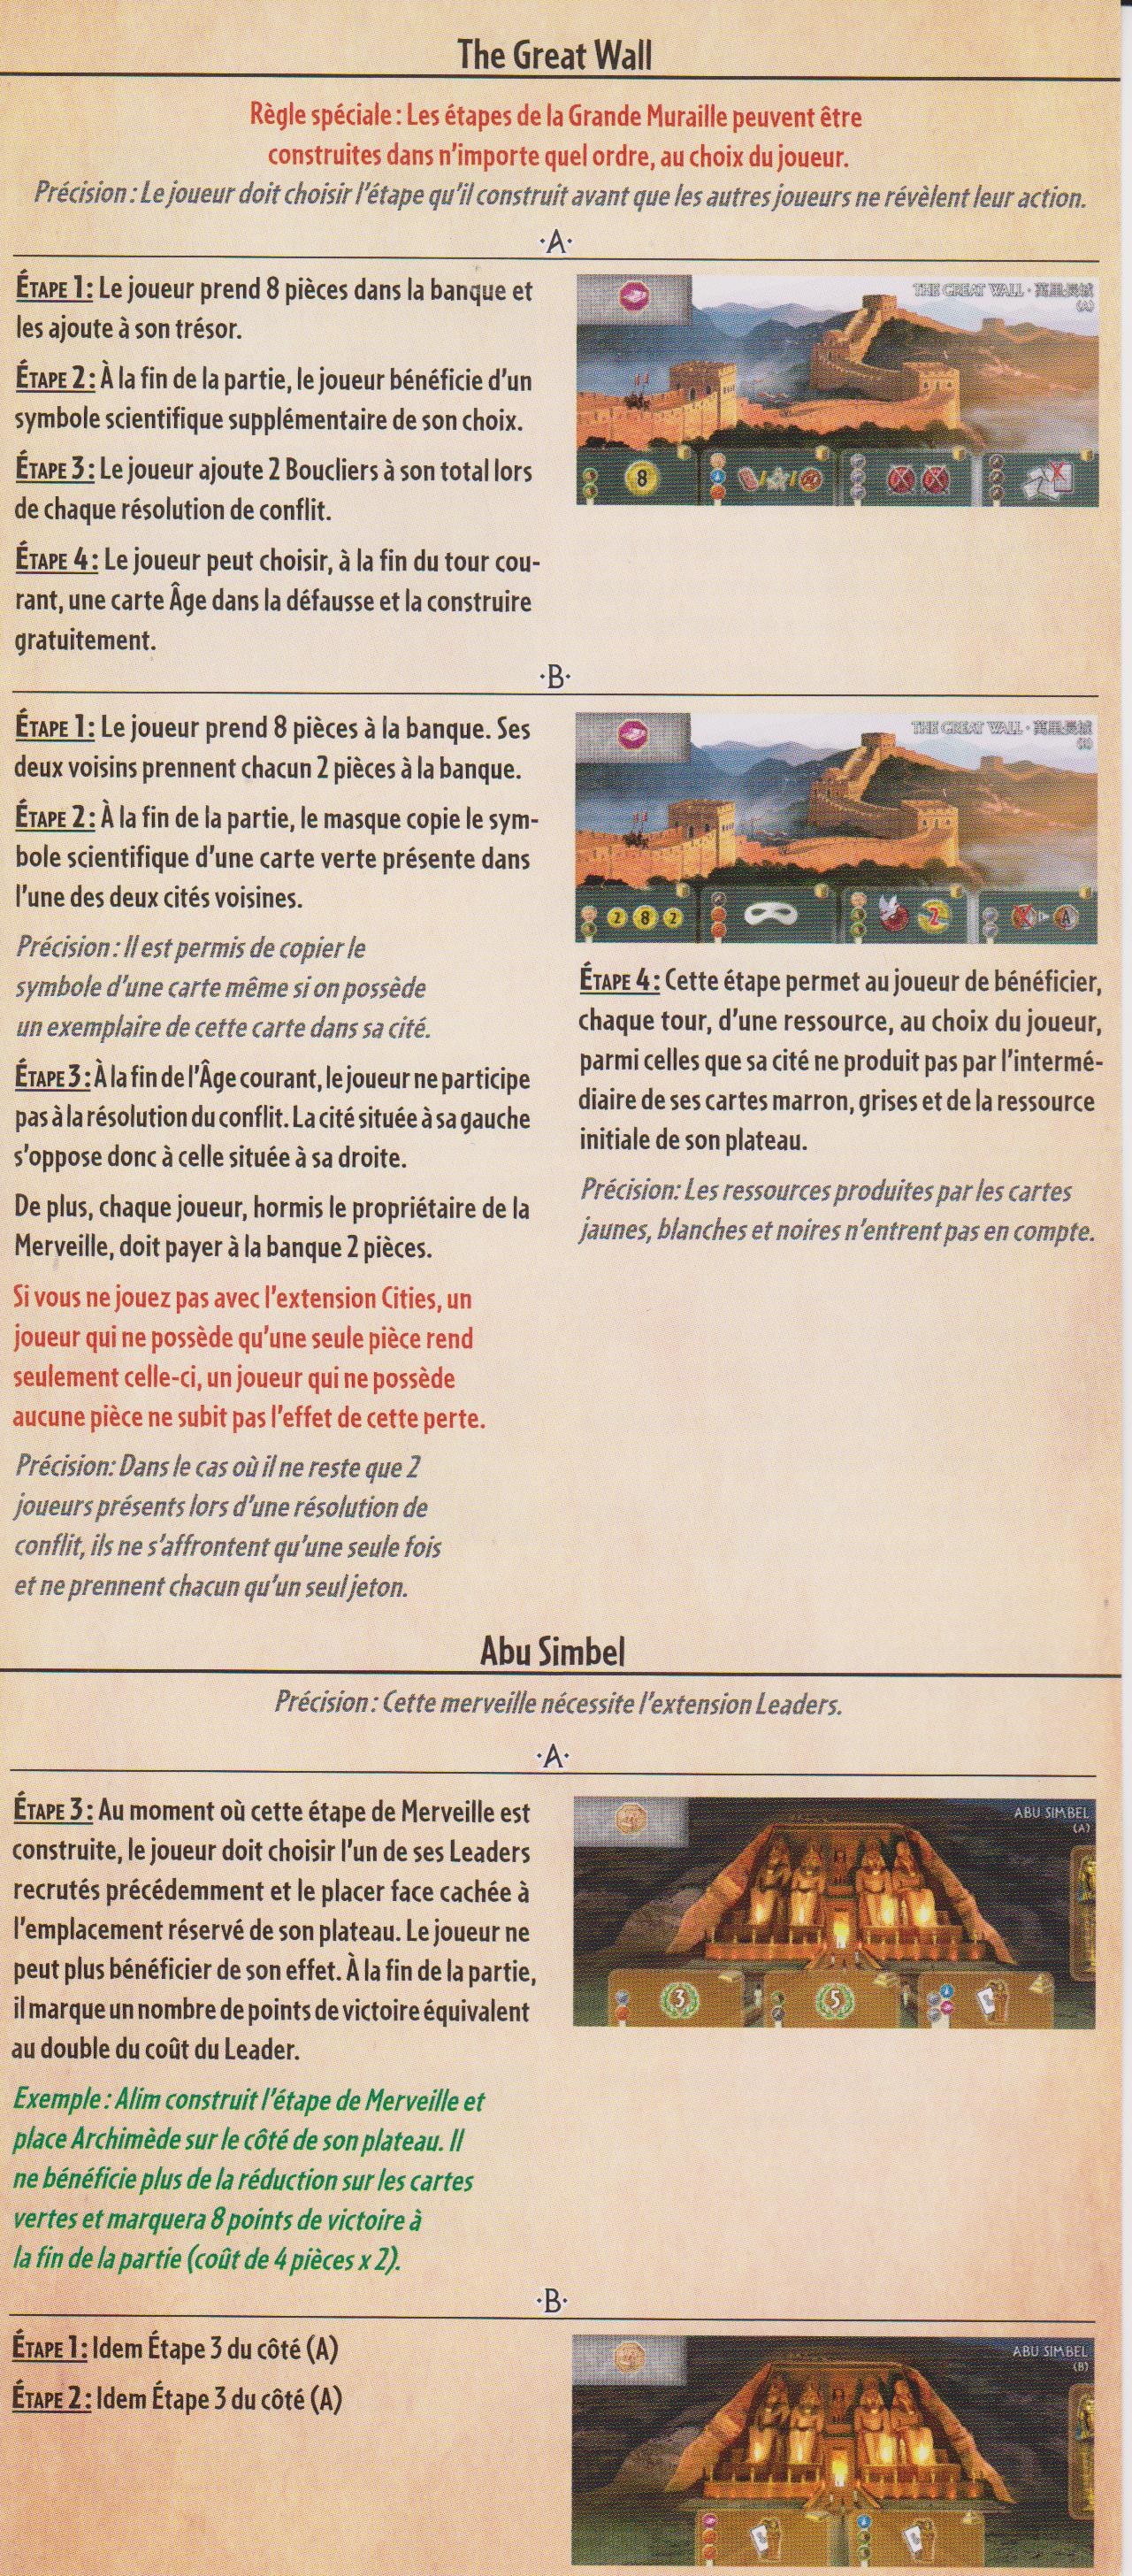 The Great Wall
Règle spéciale : Les étapes de la Grande Muraille peuvent être
construites dans n'importe quel ordre, au choix du joueur.
Précision : Le joueur doit choisir l'étape qu'il construit avant que les autres joueurs ne révèlent leur action.
·A·
ÉTAPE 1 : Le joueur prend 8 pièces dans la banque et
les ajoute à son trésor.
ÉTAPE 2 : À la fin de la partie, le joueur bénéficie d'un
symbole scientifique supplémentaire de son choix.
ÉTAPE 3 : Le joueur ajoute 2 Boucliers à son total lors
de chaque résolution de conflit.
ÉTAPE 4 : Le joueur peut choisir, à la fin du tour cou-
rant, une carte Âge dans la défausse et la construire
gratuitement.
THE GREAT WALL · 萬里長城
(A)
8
·B·
ÉTAPE 1 : Le joueur prend 8 pièces à la banque. Ses
deux voisins prennent chacun 2 pièces à la banque.
ÉTAPE 2 : À la fin de la partie, le masque copie le sym-
bole scientifique d'une carte verte présente dans
l'une des deux cités voisines.
Précision : Il est permis de copier le
symbole d'une carte même si on possède
un exemplaire de cette carte dans sa cité.
ÉTAPE 3 : À la fin de l'Âge courant, le joueur ne participe
pas à la résolution du conflit. La cité située à sa gauche
s'oppose donc à celle située à sa droite.
De plus, chaque joueur, hormis le propriétaire de la
Merveille, doit payer à la banque 2 pièces.
Si vous ne jouez pas avec l'extension Cities, un
joueur qui ne possède qu'une seule pièce rend
seulement celle-ci, un joueur qui ne possède
aucune pièce ne subit pas l'effet de cette perte.
Précision: Dans le cas où il ne reste que 2
joueurs présents lors d'une résolution de
conflit, ils ne s'affrontent qu'une seule fois
et ne prennent chacun qu'un seul jeton.
THE GREAT WALL · 萬里長城
(B)
2 8 2
2
A
ÉTAPE 4 : Cette étape permet au joueur de bénéficier,
chaque tour, d'une ressource, au choix du joueur,
parmi celles que sa cité ne produit pas par l'intermé-
diaire de ses cartes marron, grises et de la ressource
initiale de son plateau.
Précision: Les ressources produites par les cartes
jaunes, blanches et noires n'entrent pas en compte.
Abu Simbel
Précision : Cette merveille nécessite l'extension Leaders.
·A·
ÉTAPE 3 : Au moment où cette étape de Merveille est
construite, le joueur doit choisir l'un de ses Leaders
recrutés précédemment et le placer face cachée à
l'emplacement réservé de son plateau. Le joueur ne
peut plus bénéficier de son effet. À la fin de la partie,
il marque un nombre de points de victoire équivalent
au double du coût du Leader.
Exemple : Alim construit l'étape de Merveille et
place Archimède sur le côté de son plateau. Il
ne bénéficie plus de la réduction sur les cartes
vertes et marquera 8 points de victoire à
la fin de la partie (coût de 4 pièces x 2).
ABU SIMBEL
(A)
3
5
·B·
ÉTAPE 1 : Idem Étape 3 du côté (A)
ÉTAPE 2 : Idem Étape 3 du côté (A)
ABU SIMBEL
(B)